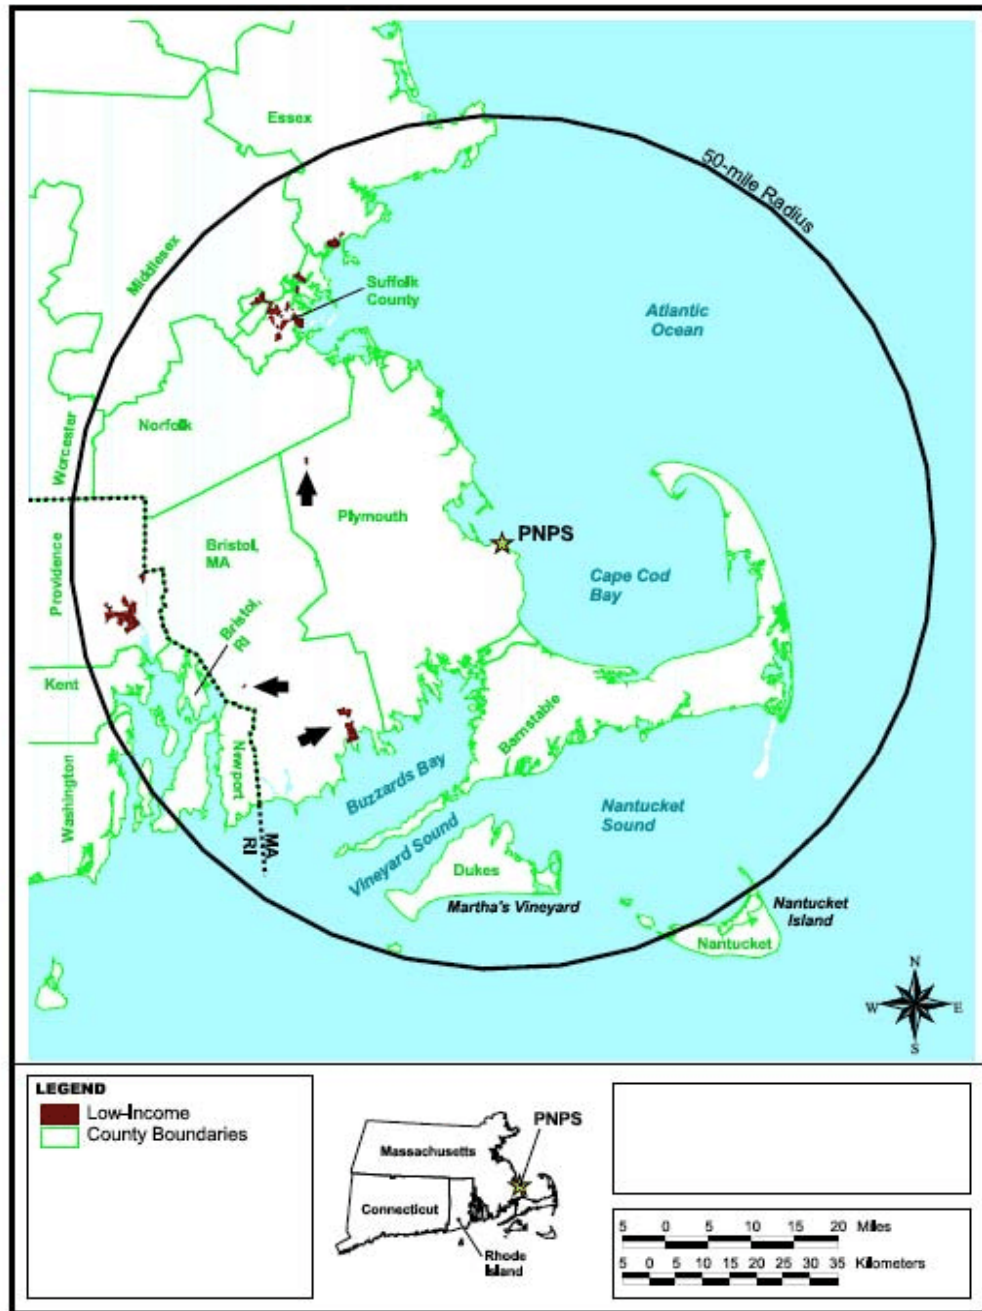 Essex
50-mile Radius
Middlesex
Suffolk
County
Atlantic
Ocean
Worcester
Norfolk
Plymouth
PNPS
Providence
Bristol,
MA
Cape Cod
Bay
Bristol,
RI
Kent
Newport
Barnstable
Buzzards Bay
Washington
Nantucket
Sound
MA
RI
Vineyard Sound
Dukes
Martha's Vineyard
Nantucket
Island
Nantucket
N
W E
S
LEGEND
Low-Income
County Boundaries
PNPS
Massachusetts
Connecticut
Rhode
Island
5 0 5 10 15 20 Miles
5 0 5 10 15 20 25 30 35 Kilometers